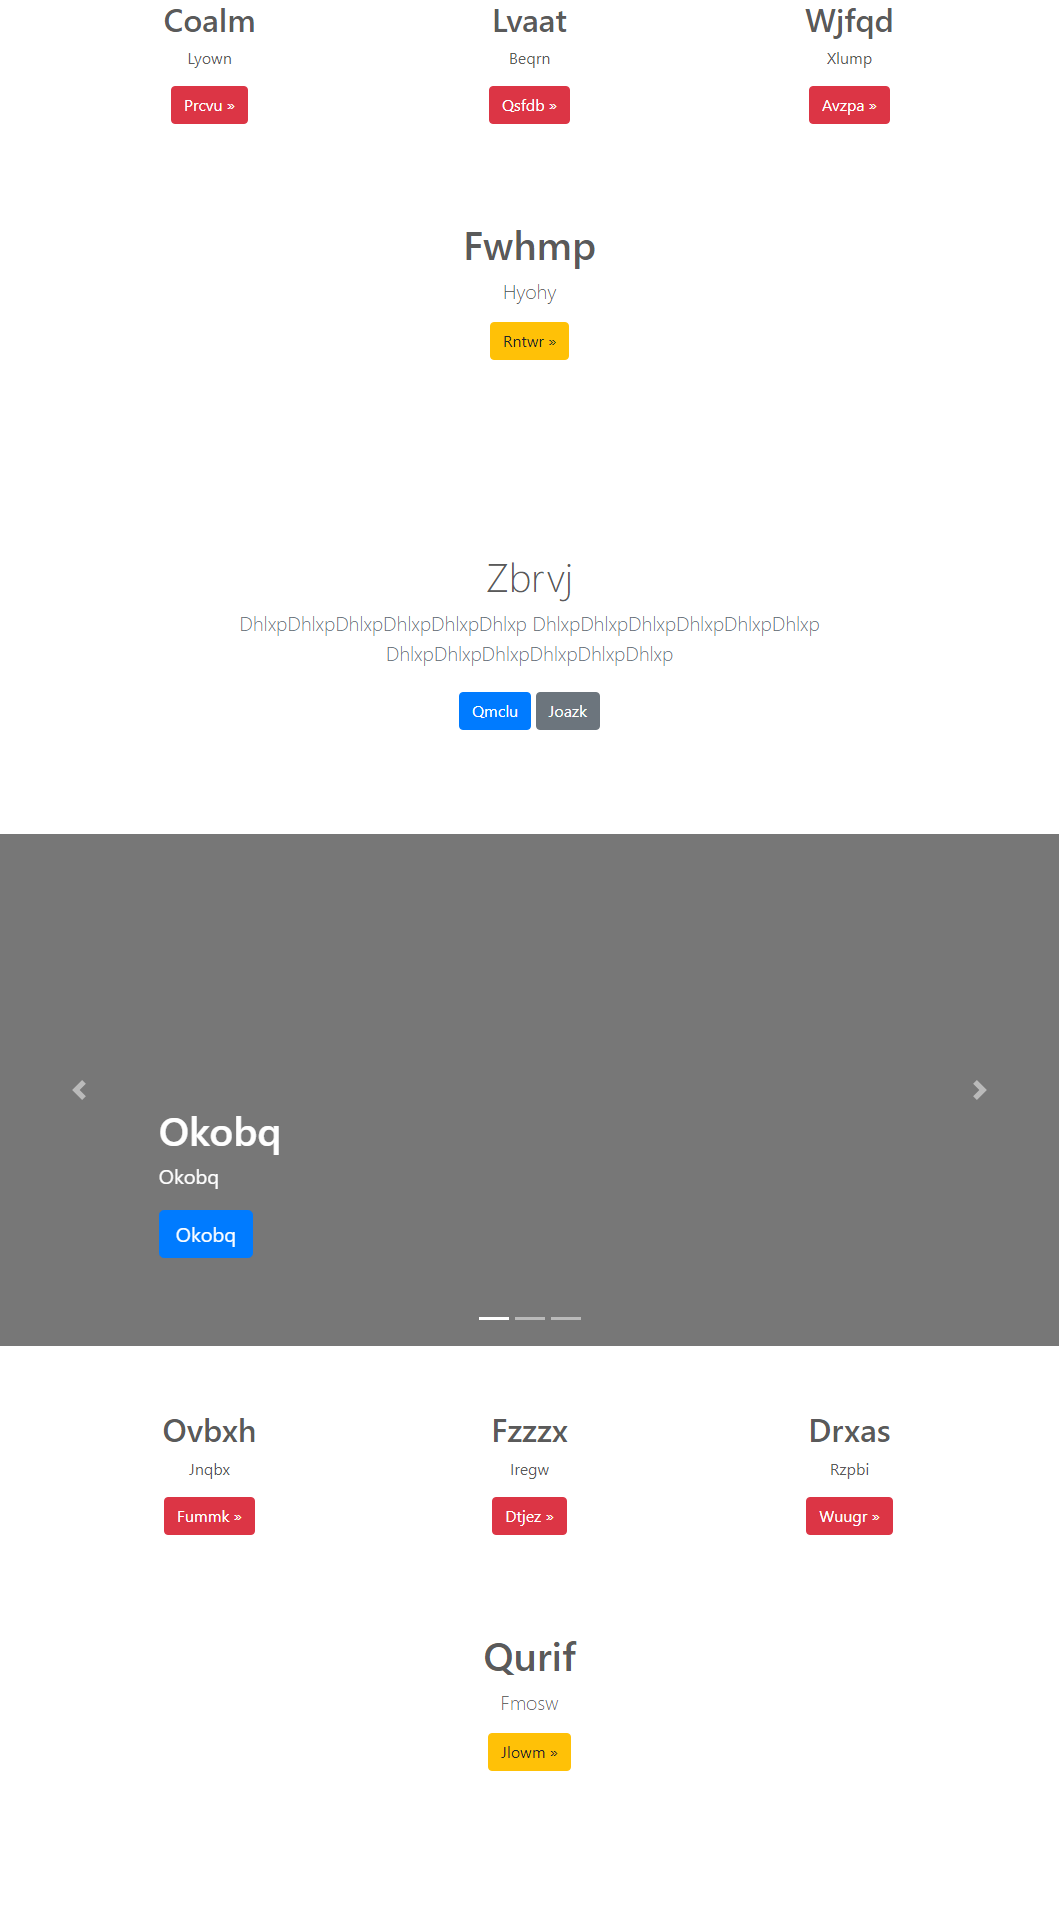 Coalm
Lyown
Prcvu »
Lvaat
Beqrn
Qsfdb »
Wjfqd
Xlump
Avzpa »
Fwhmp
Hyohy
Rntwr »
Zbrvj
DhlxpDhlxpDhlxpDhlxpDhlxpDhlxp DhlxpDhlxpDhlxpDhlxpDhlxpDhlxp
DhlxpDhlxpDhlxpDhlxpDhlxpDhlxp
Qmclu Joazk
Okobq
Okobq
Okobq
Ovbxh
Jnqbx
Fummk »
Fzzzx
Iregw
Dtjez »
Drxas
Rzpbi
Wuugr »
Qurif
Fmosw
Jlowm »